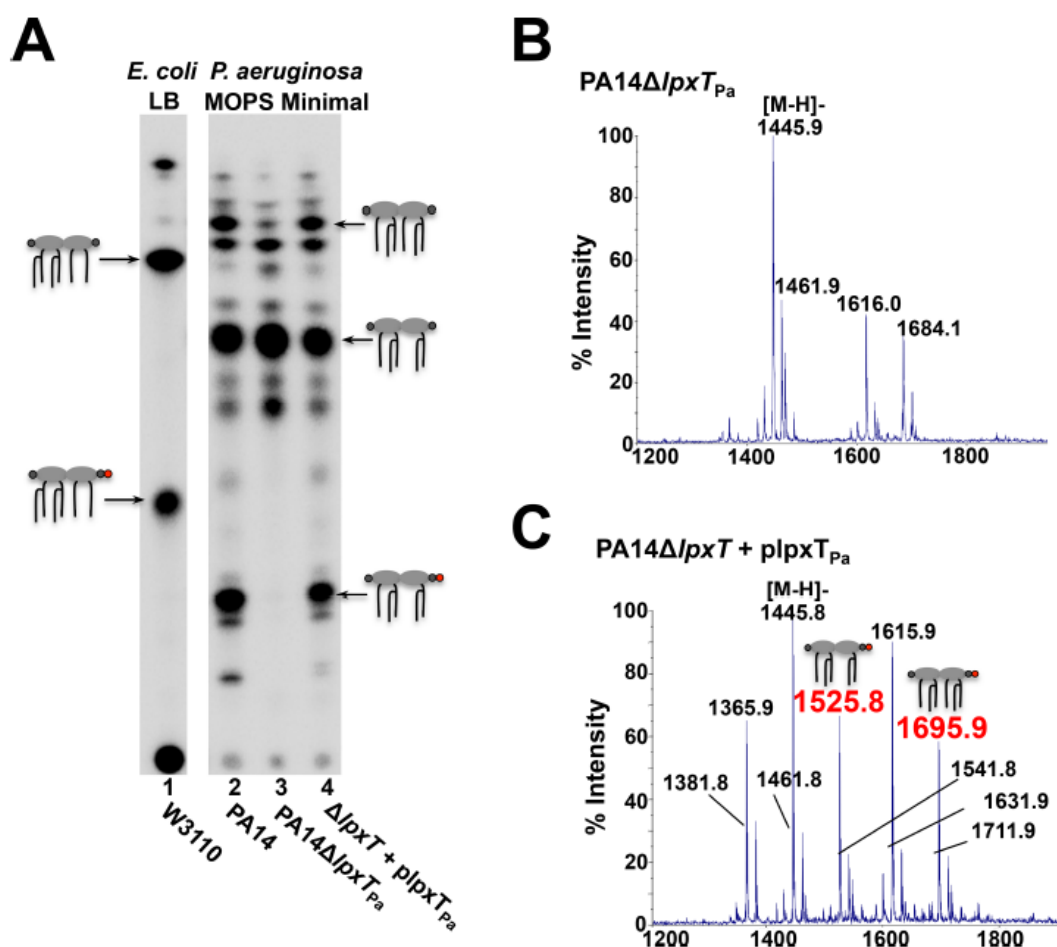 A
E. coli P. aeruginosa
LB MOPS Minimal
1 2 3 4
W3110
PA14
PA14ΔlpxTPa
ΔlpxT + plpxTPa
B
PA14ΔlpxTPa
[M-H]-
1445.9
1461.9
1616.0
1684.1
% Intensity
100
80
60
40
20
0
1200 1400 1600 1800
C
PA14ΔlpxT + plpxTPa
[M-H]-
1445.8
1615.9
1525.8
1695.9
1365.9
1381.8
1461.8
1541.8
1631.9
1711.9
% Intensity
100
80
60
40
20
0
1200 1400 1600 1800